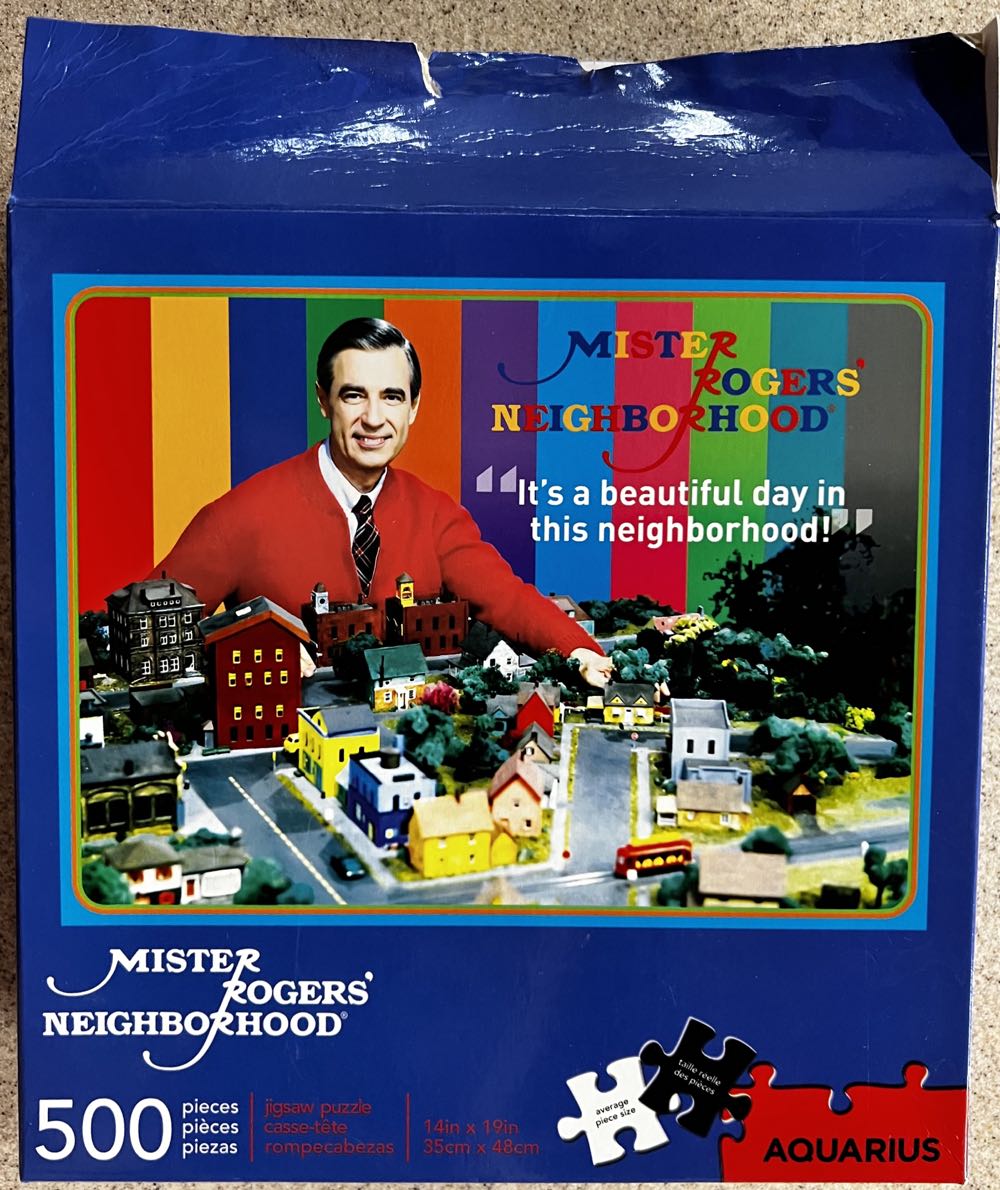 MISTER
ROGERS'
NEIGHBORHOOD®
“It's a beautiful day in
this neighborhood!”
MISTER
ROGERS'
NEIGHBORHOOD®
500
pieces
pièces
piezas
jigsaw puzzle
casse-tête
rompecabezas
14in x 19in
35cm x 48cm
average
piece size
taille réelle
des pièces
AQUARIUS